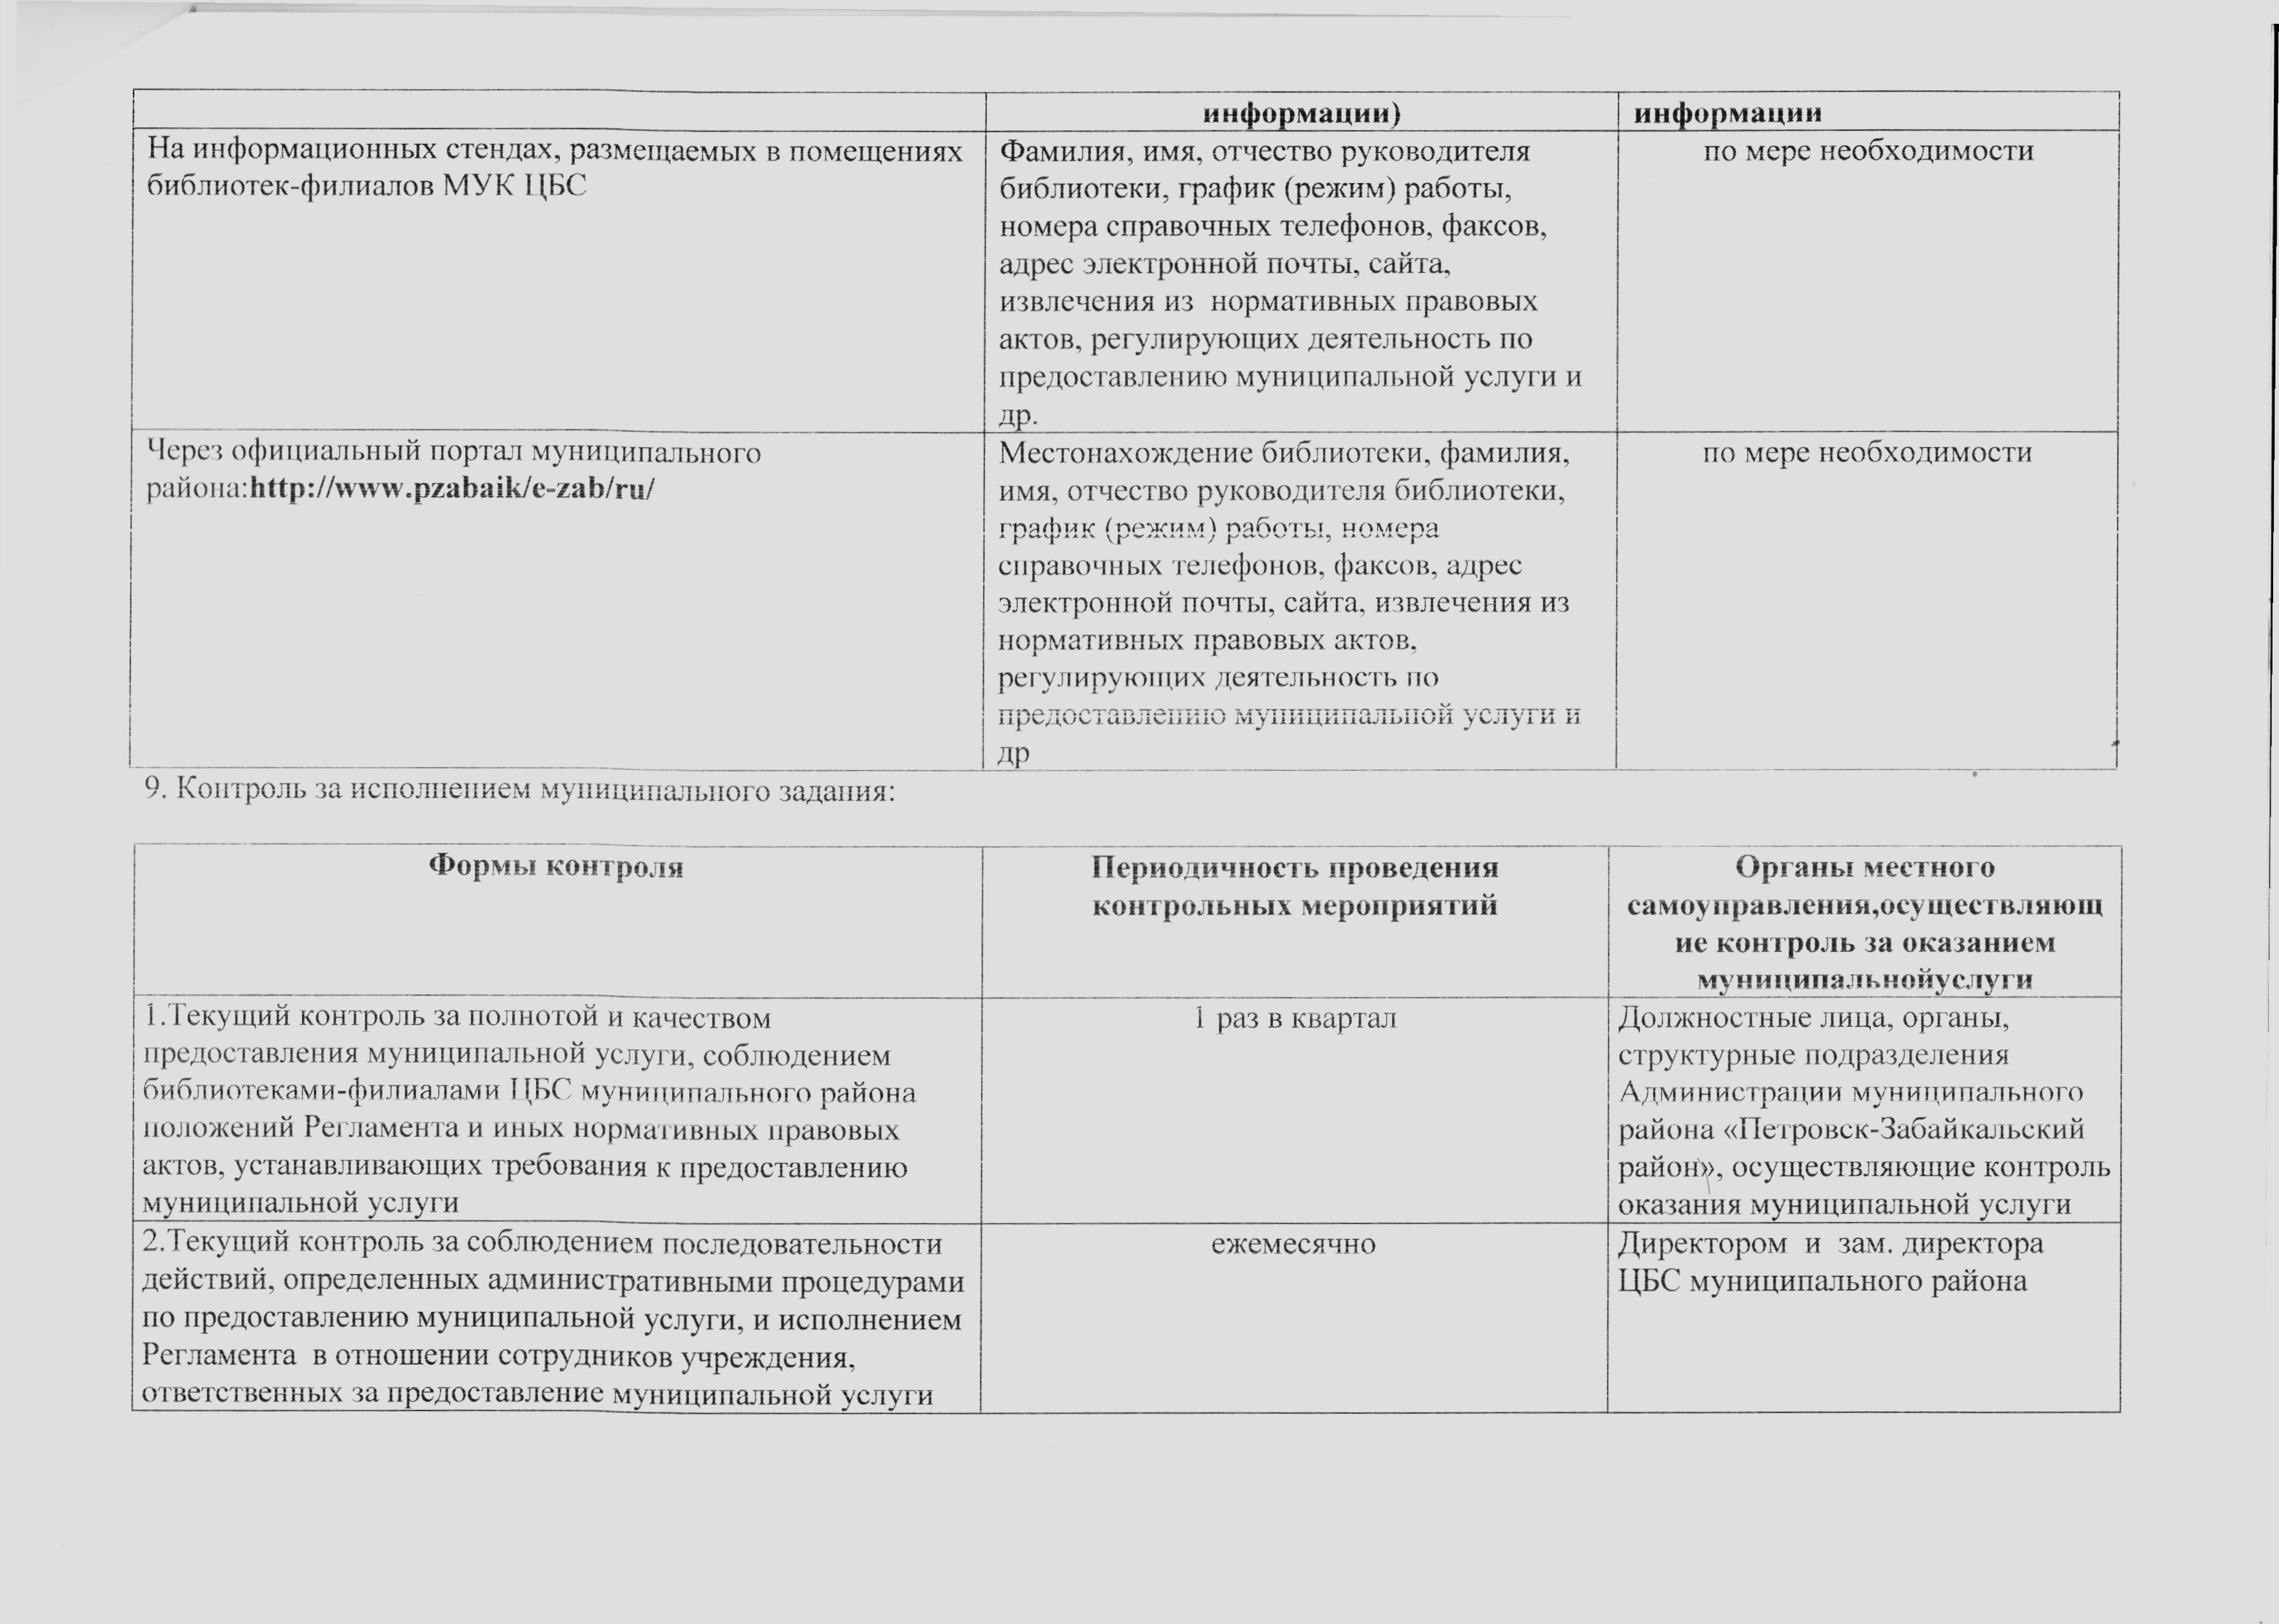 информации)
информации
На информационных стендах, размещаемых в помещениях
библиотек-филиалов МУК ЦБС
Фамилия, имя, отчество руководителя
библиотеки, график (режим) работы,
номера справочных телефонов, факсов,
адрес электронной почты, сайта,
извлечения из нормативных правовых
актов, регулирующих деятельность по
предоставлению муниципальной услуги и
др.
по мере необходимости
Через официальный портал муниципального
района:http://www.pzabaik/e-zab/ru/
Местонахождение библиотеки, фамилия,
имя, отчество руководителя библиотеки,
график (режим) работы, номера
справочных телефонов, факсов, адрес
электронной почты, сайта, извлечения из
нормативных правовых актов,
регулирующих деятельность по
предоставлению муниципальной услуги и
др
по мере необходимости
9. Контроль за исполнением муниципального задания:
Формы контроля
Периодичность проведения
контрольных мероприятий
Органы местного
самоуправления,осуществляющ
ие контроль за оказанием
муниципальнойуслуги
1.Текущий контроль за полнотой и качеством
предоставления муниципальной услуги, соблюдением
библиотеками-филиалами ЦБС муниципального района
положений Регламента и иных нормативных правовых
актов, устанавливающих требования к предоставлению
муниципальной услуги
1 раз в квартал
Должностные лица, органы,
структурные подразделения
Администрации муниципального
района «Петровск-Забайкальский
район», осуществляющие контроль
оказания муниципальной услуги
2.Текущий контроль за соблюдением последовательности
действий, определенных административными процедурами
по предоставлению муниципальной услуги, и исполнением
Регламента в отношении сотрудников учреждения,
ответственных за предоставление муниципальной услуги
ежемесячно
Директором и зам. директора
ЦБС муниципального района